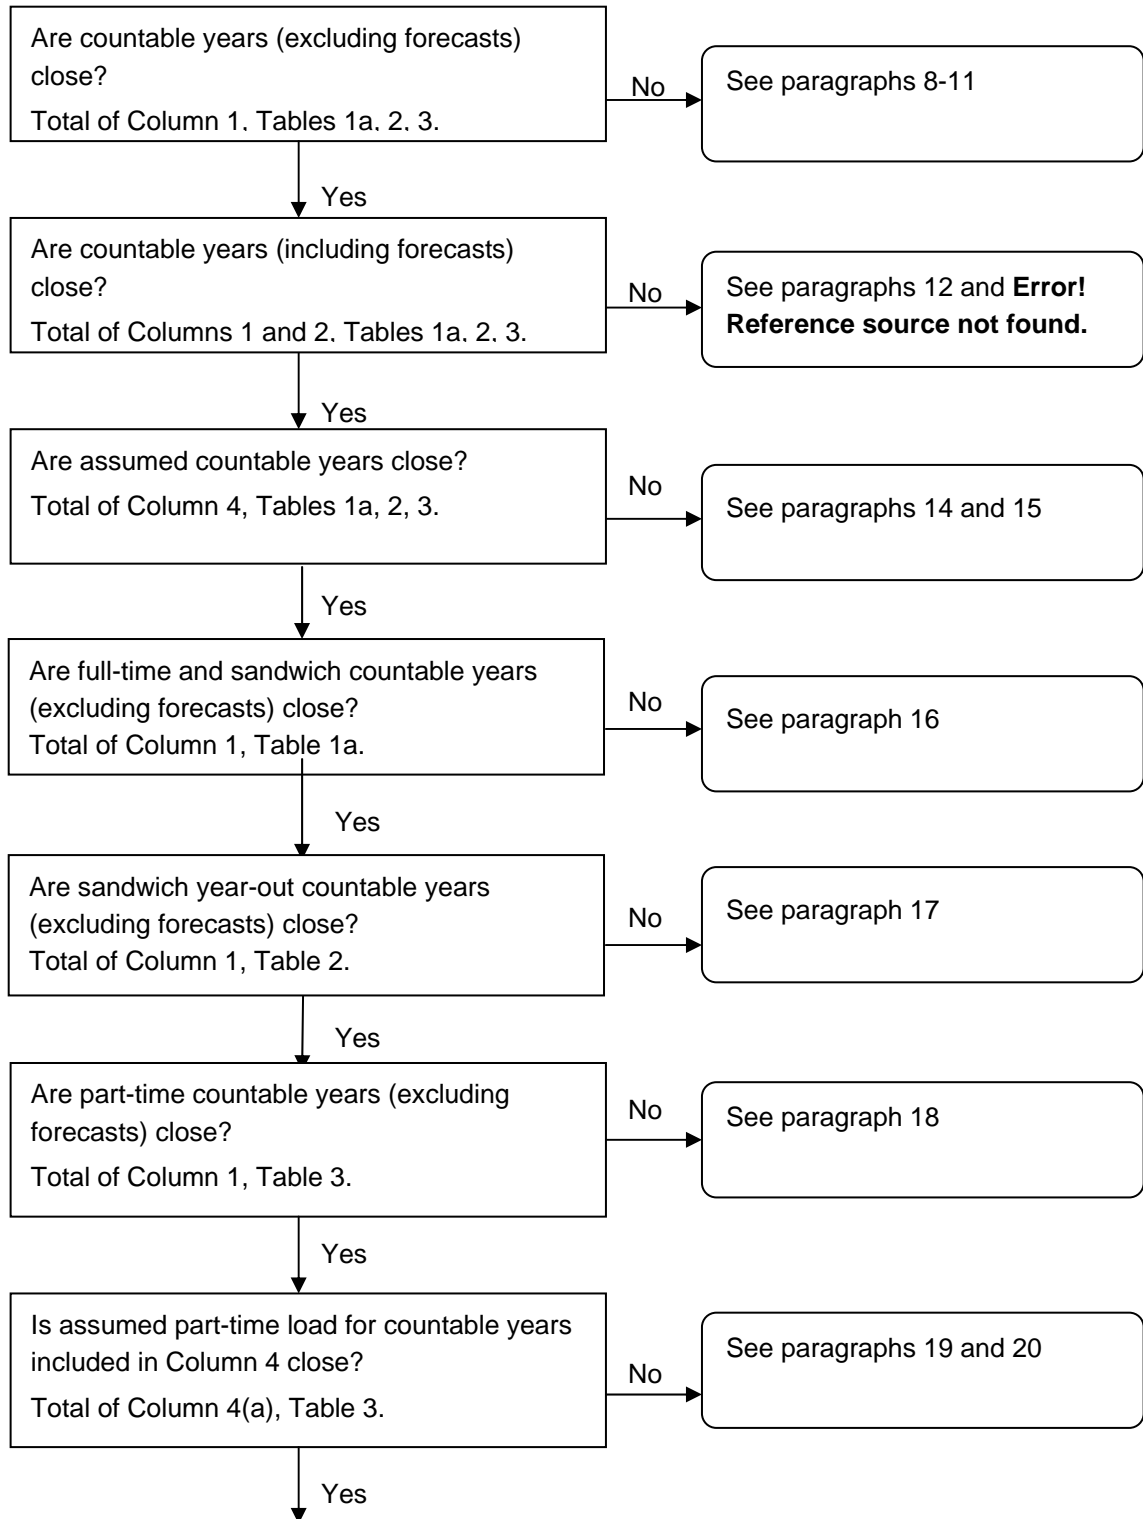 Are countable years (excluding forecasts)
close?
Total of Column 1, Tables 1a, 2, 3.
No
See paragraphs 8-11
Yes
Are countable years (including forecasts)
close?
Total of Columns 1 and 2, Tables 1a, 2, 3.
No
See paragraphs 12 and Error!
Reference source not found.
Yes
Are assumed countable years close?
Total of Column 4, Tables 1a, 2, 3.
No
See paragraphs 14 and 15
Yes
Are full-time and sandwich countable years
(excluding forecasts) close?
Total of Column 1, Table 1a.
No
See paragraph 16
Yes
Are sandwich year-out countable years
(excluding forecasts) close?
Total of Column 1, Table 2.
No
See paragraph 17
Yes
Are part-time countable years (excluding
forecasts) close?
Total of Column 1, Table 3.
No
See paragraph 18
Yes
Is assumed part-time load for countable years
included in Column 4 close?
Total of Column 4(a), Table 3.
No
See paragraphs 19 and 20
Yes